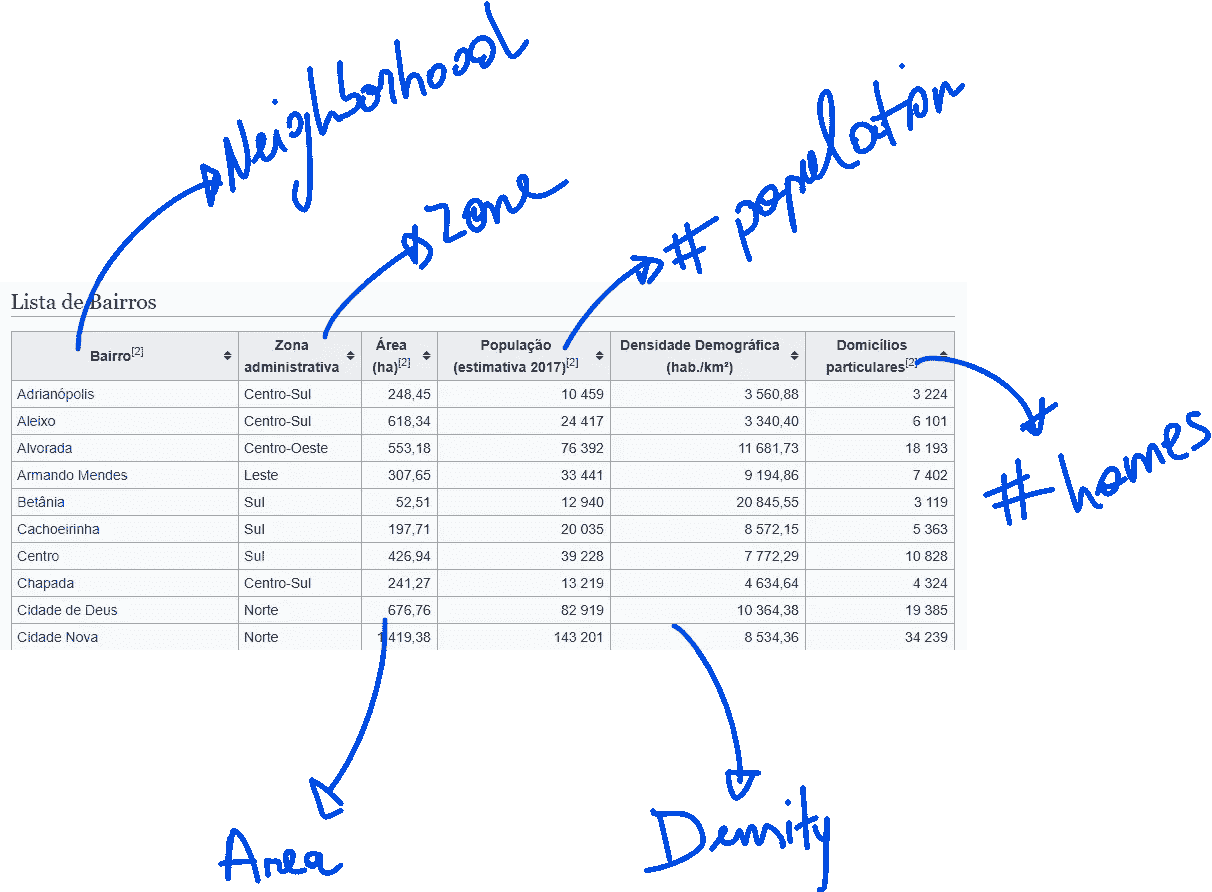 Neighborhood
Zone
# population
Lista de Bairros
Bairro[2] Zona administrativa Área (ha)[2] População (estimativa 2017)[2] Densidade Demográfica (hab./km²) Domicílios particulares[2]
Adrianópolis Centro-Sul 248,45 10 459 3 560,88 3 224
Aleixo Centro-Sul 618,34 24 417 3 340,40 6 101
Alvorada Centro-Oeste 553,18 76 392 11 681,73 18 193
Armando Mendes Leste 307,65 33 441 9 194,86 7 402
Betânia Sul 52,51 12 940 20 845,55 3 119
Cachoeirinha Sul 197,71 20 035 8 572,15 5 363
Centro Sul 426,94 39 228 7 772,29 10 828
Chapada Centro-Sul 241,27 13 219 4 634,64 4 324
Cidade de Deus Norte 676,76 82 919 10 364,38 19 385
Cidade Nova Norte 1 419,38 143 201 8 534,36 34 239
# homes
Area
Density